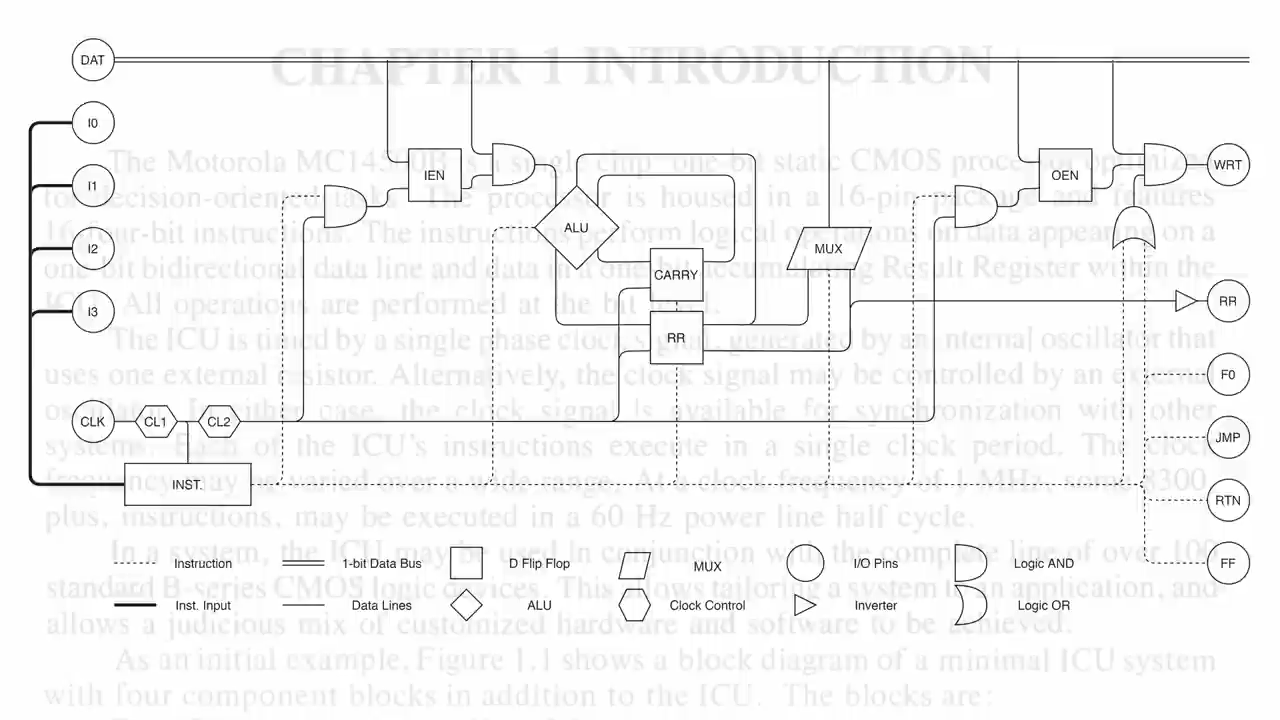 CHAPTER 1 INTRODUCTION
DAT
I0
I1
I2
I3
CLK
CL1
CL2
INST.
IEN
ALU
CARRY
RR
MUX
OEN
WRT
RR
F0
JMP
RTN
FF
The Motorola MC14500B is a single chip, one-bit static CMOS processor optimized
for decision-oriented tasks. The processor is housed in a 16-pin package and features
16 four-bit instructions. The instructions perform logical operations on data appearing on a
one-bit bidirectional data line and data in a one-bit accumulating Result Register within the
ICU. All operations are performed at the bit level.
The ICU is timed by a single phase clock signal, generated by an internal oscillator that
uses one external resistor. Alternatively, the clock signal may be controlled by an external
oscillator. In either case, the clock signal is available for synchronization with other
systems. Each of the ICU's instructions execute in a single clock period. The clock
frequency may be varied over a wide range. At a clock frequency of 1 MHz, some 8300,
plus, instructions, may be executed in a 60 Hz power line half cycle.
In a system, the ICU may be used in conjunction with the complete line of over 100
standard B-series CMOS logic devices. This allows tailoring a system to an application, and
allows a judicious mix of customized hardware and software to be achieved.
As an initial example, Figure 1.1 shows a block diagram of a minimal ICU system
with four component blocks in addition to the ICU. The blocks are:
Instruction
1-bit Data Bus
D Flip Flop
MUX
I/O Pins
Logic AND
Inst. Input
Data Lines
ALU
Clock Control
Inverter
Logic OR